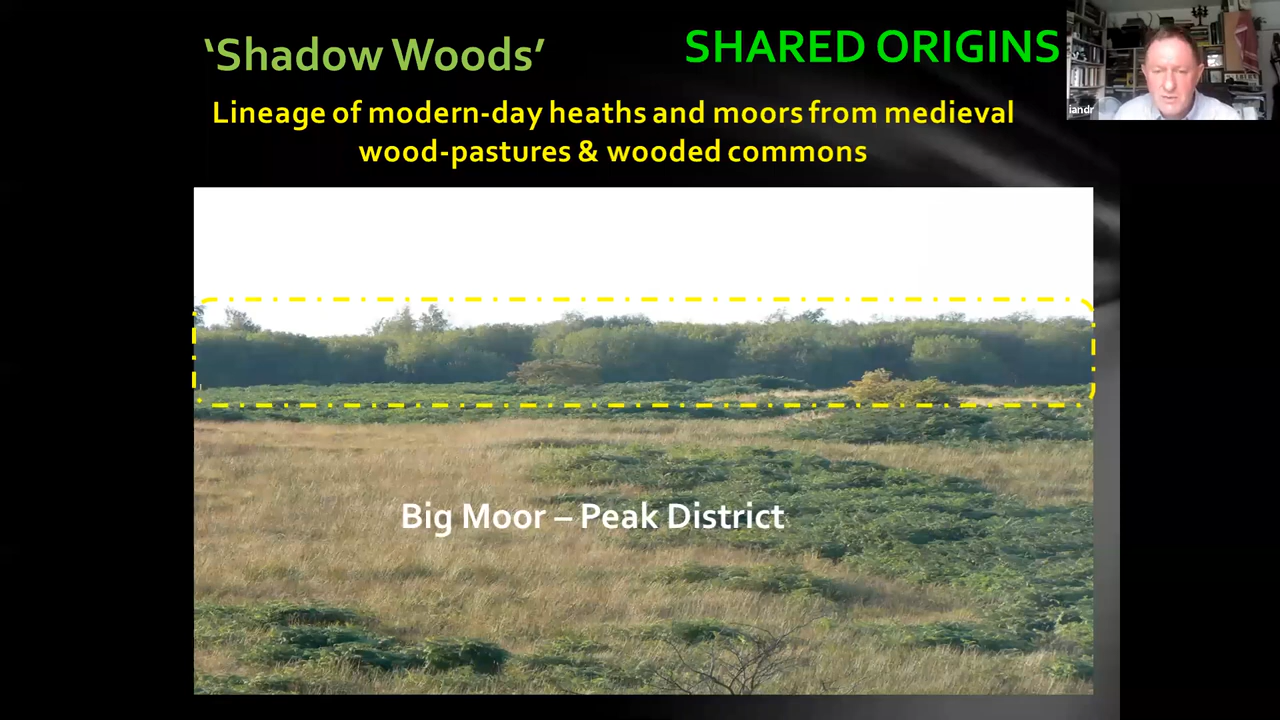 ‘Shadow Woods’
SHARED ORIGINS
Lineage of modern-day heaths and moors from medieval
wood-pastures & wooded commons
Big Moor – Peak District
iandr